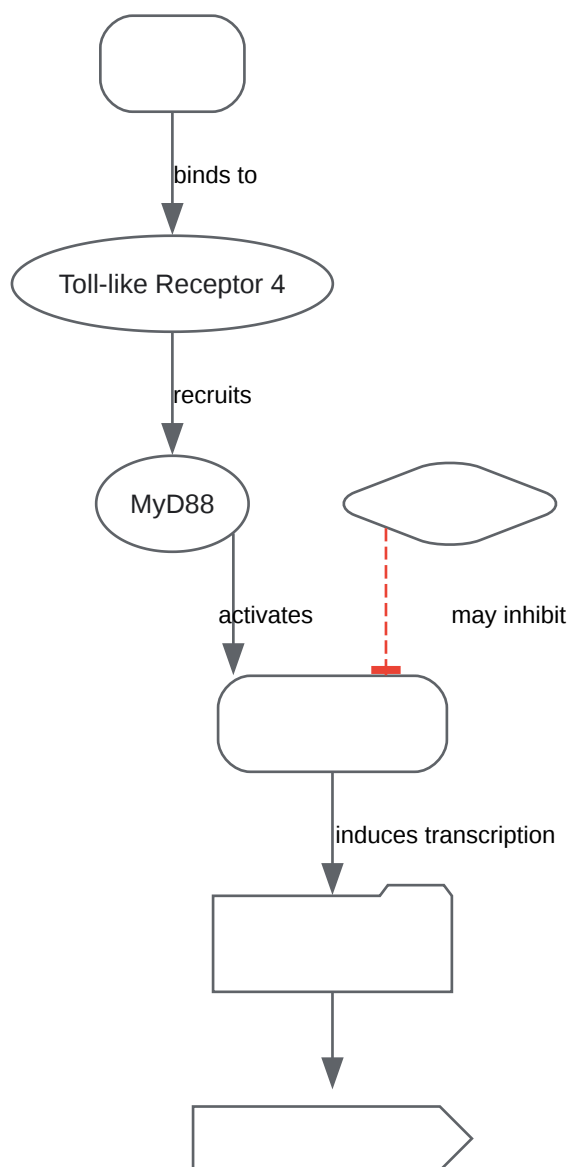 binds to
Toll-like Receptor 4
recruits
MyD88
activates
may inhibit
induces transcription